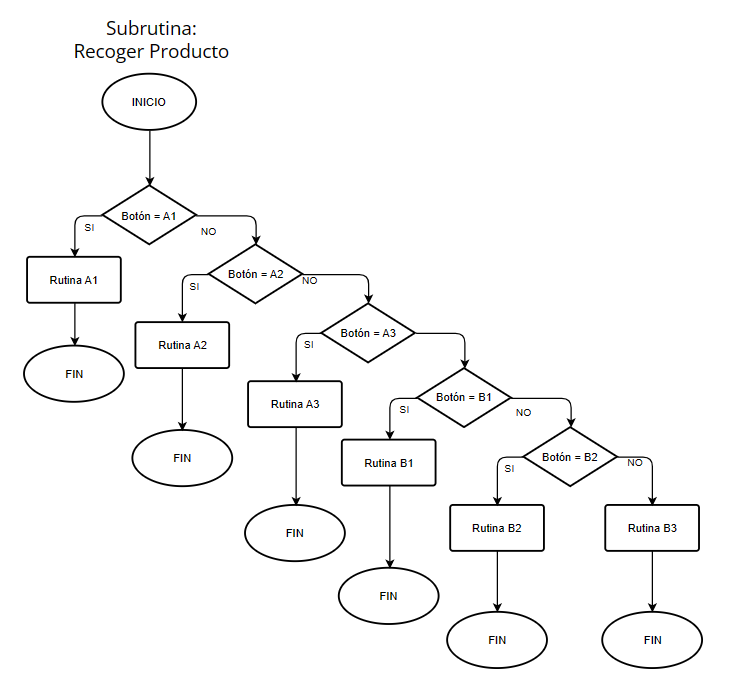 Subrutina:
Recoger Producto
INICIO
Botón = A1
SI
NO
Rutina A1
FIN
Botón = A2
SI
NO
Rutina A2
FIN
Botón = A3
SI
Rutina A3
FIN
Botón = B1
SI
NO
Rutina B1
FIN
Botón = B2
SI
NO
Rutina B2
Rutina B3
FIN
FIN